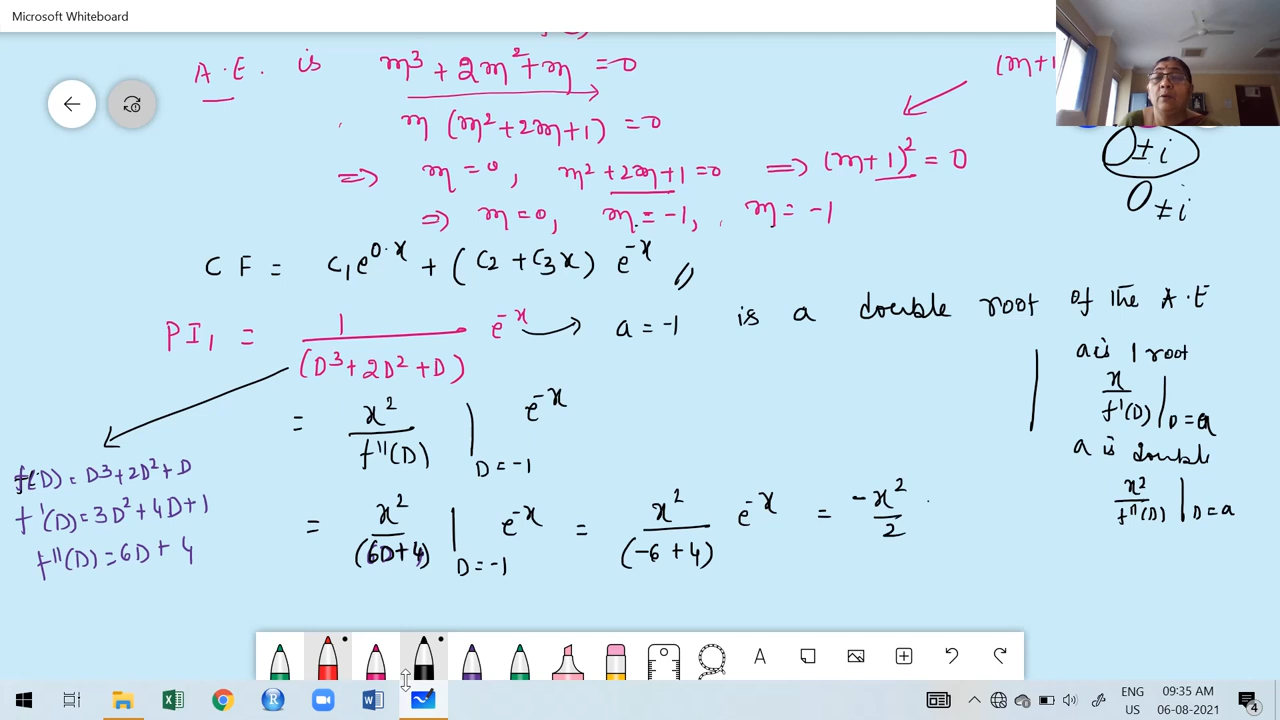 Microsoft Whiteboard
A.E. is m³ + 2m² + m = 0
(m+1
m (m² + 2m + 1) = 0
0 ± i
⇒ m = 0, m² + 2m + 1 = 0 ⇒ (m+1)² = 0
0 ± i
⇒ m = 0, m = -1, m = -1
CF = C₁e^{0·x} + (C₂ + C₃x) e^{-x} //
PI₁ = 1/(D³ + 2D² + D) e^{-x} → a = -1 is a double root of the A.E
a is 1 root
x/f'(D) | D = a
= x²/f''(D) | D = -1 e^{-x}
a is double
x²/f''(D) | D = a
f(D) = D³ + 2D² + D
f'(D) = 3D² + 4D + 1
f''(D) = 6D + 4
= x²/(6D+4) | D = -1 e^{-x} = x²/(-6+4) e^{-x} = -x²/2
A
ENG
US
09:35 AM
06-08-2021
4